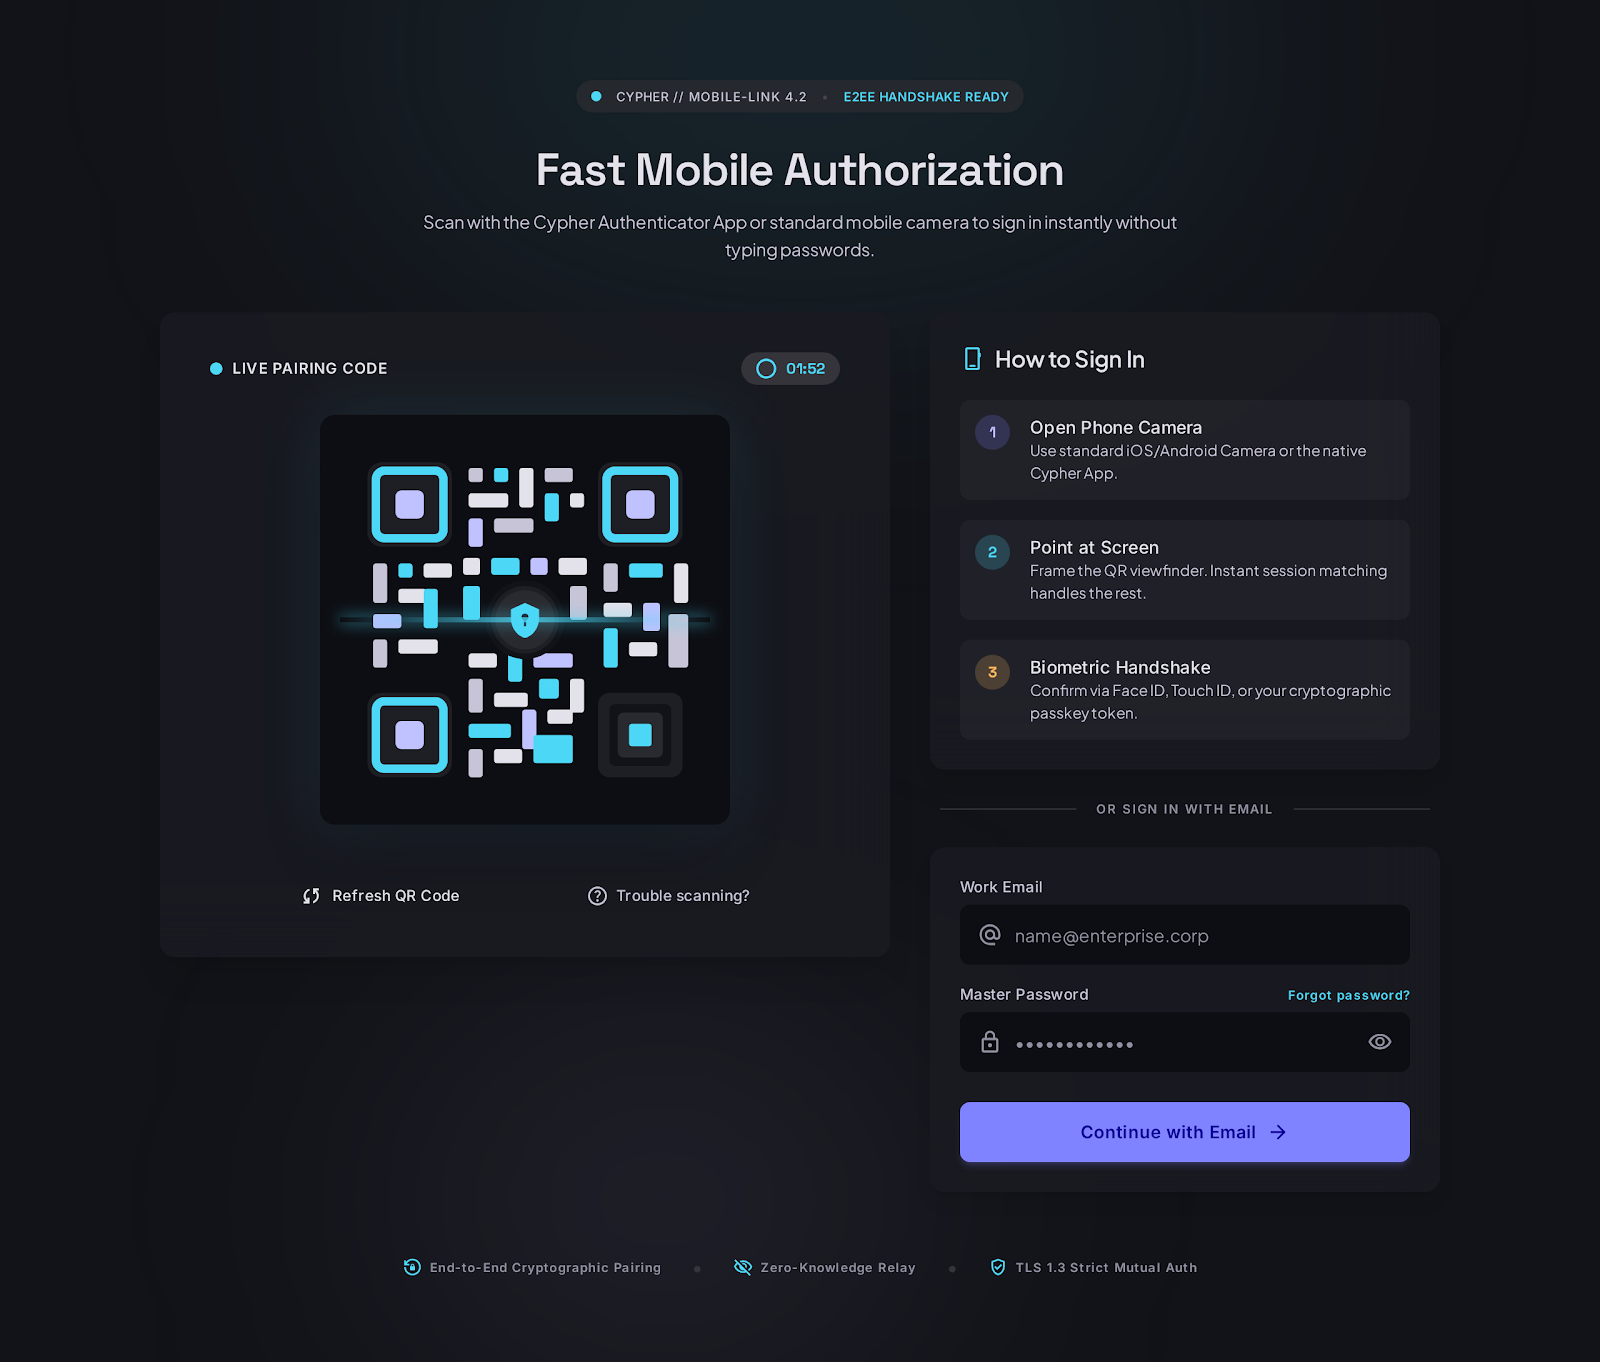 CYPHER // MOBILE-LINK 4.2 • E2EE HANDSHAKE READY
Fast Mobile Authorization
Scan with the Cypher Authenticator App or standard mobile camera to sign in instantly without
typing passwords.
LIVE PAIRING CODE
01:52
Refresh QR Code
Trouble scanning?
How to Sign In
1
Open Phone Camera
Use standard iOS/Android Camera or the native
Cypher App.
2
Point at Screen
Frame the QR viewfinder. Instant session matching
handles the rest.
3
Biometric Handshake
Confirm via Face ID, Touch ID, or your cryptographic
passkey token.
OR SIGN IN WITH EMAIL
Work Email
name@enterprise.corp
Master Password
Forgot password?
••••••••••••
Continue with Email →
End-to-End Cryptographic Pairing • Zero-Knowledge Relay • TLS 1.3 Strict Mutual Auth